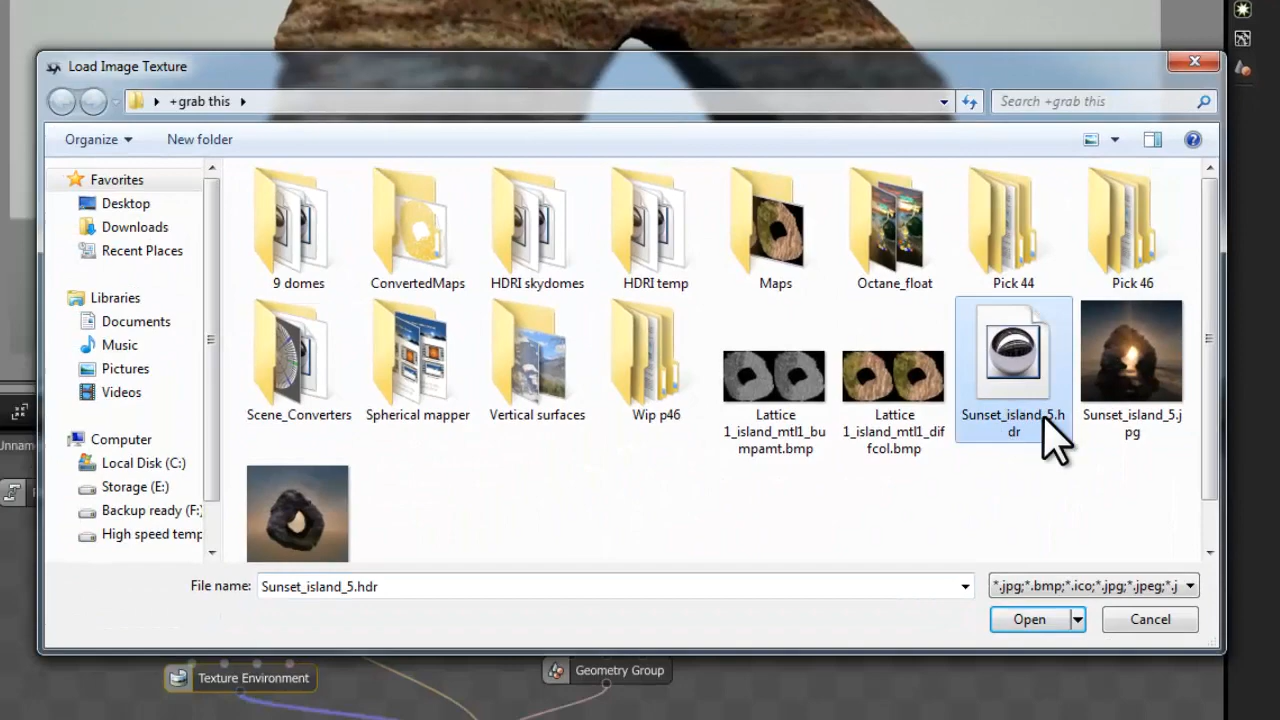 Load Image Texture
+grab this
Search +grab this
Organize
New folder
Favorites
Desktop
Downloads
Recent Places
Libraries
Documents
Music
Pictures
Videos
Computer
Local Disk (C:)
Storage (E:)
Backup ready (F:)
High speed temp
9 domes
ConvertedMaps
HDRI skydomes
HDRI temp
Maps
Octane_float
Pick 44
Pick 46
Scene_Converters
Spherical mapper
Vertical surfaces
Wip p46
Lattice
1_island_mtl1_bu
mpamt.bmp
Lattice
1_island_mtl1_dif
fcol.bmp
Sunset_island_5.h
dr
Sunset_island_5.j
pg
File name:
Sunset_island_5.hdr
*.jpg;*.bmp;*.ico;*.jpg;*.jpeg;*.j
Open
Cancel
Unnam
Texture Environment
Geometry Group